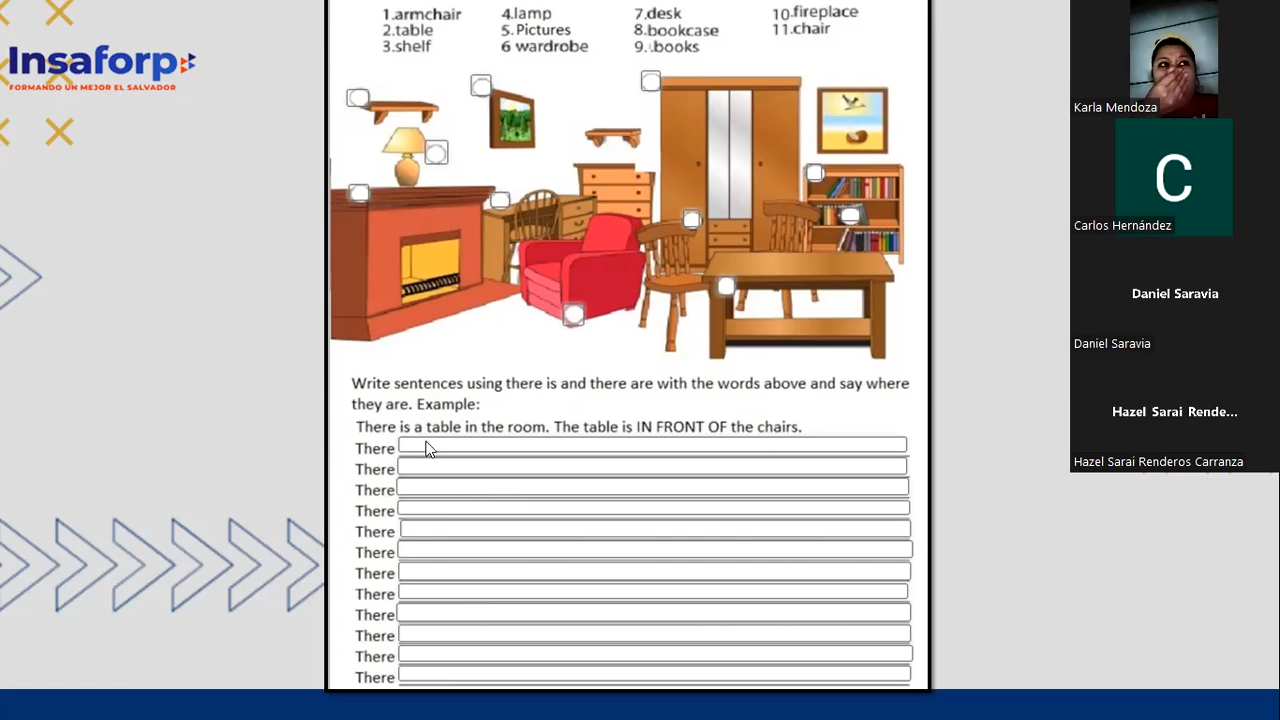 1.armchair 4.lamp 7.desk 10.fireplace
2.table 5.Pictures 8.bookcase 11.chair
3.shelf 6 wardrobe 9..books
Insaforp
FORMANDO UN MEJOR EL SALVADOR
Write sentences using there is and there are with the words above and say where
they are. Example:
There is a table in the room. The table is IN FRONT OF the chairs.
There
There
There
There
There
There
There
There
There
There
There
There
Karla Mendoza
C
Carlos Hernández
Daniel Saravia
Daniel Saravia
Hazel Sarai Rende...
Hazel Sarai Renderos Carranza